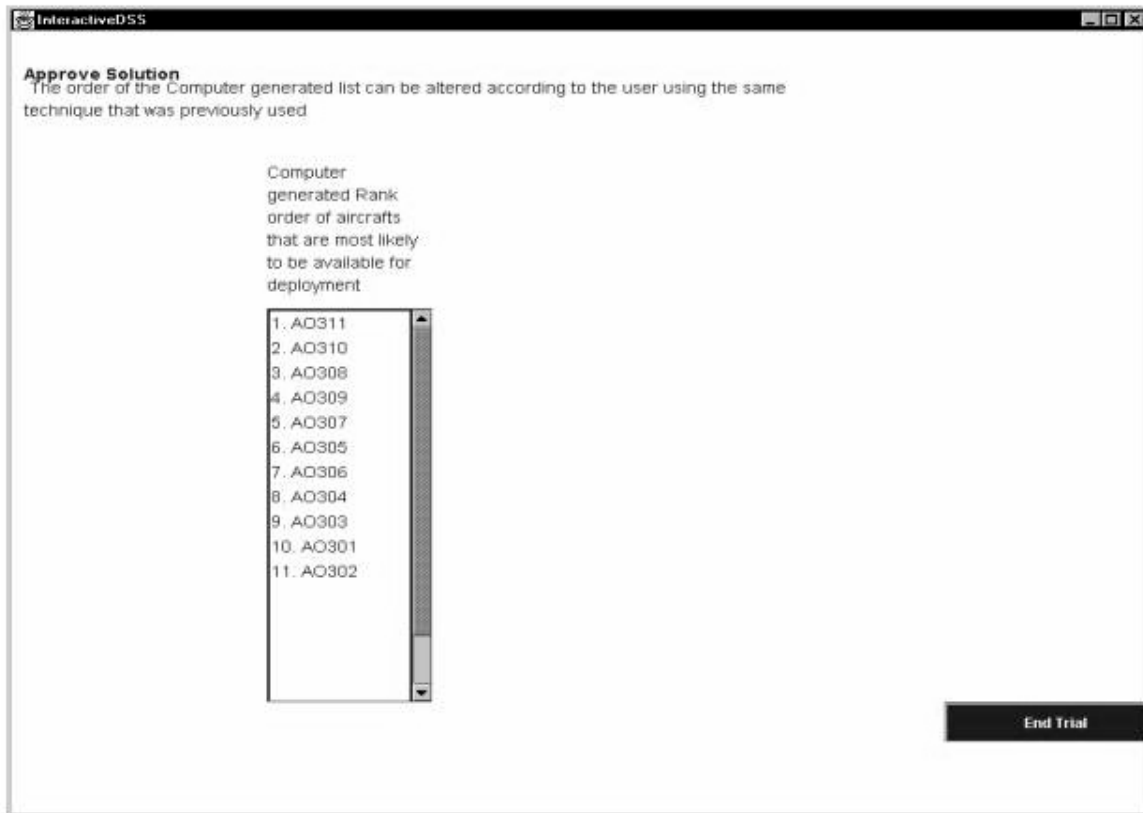 InteractiveDSS
Approve Solution
The order of the Computer generated list can be altered according to the user using the same
technique that was previously used
Computer
generated Rank
order of aircrafts
that are most likely
to be available for
deployment
1. AO311
2. AO310
3. AO308
4. AO309
5. AO307
6. AO305
7. AO306
8. AO304
9. AO303
10. AO301
11. AO302
End Trial